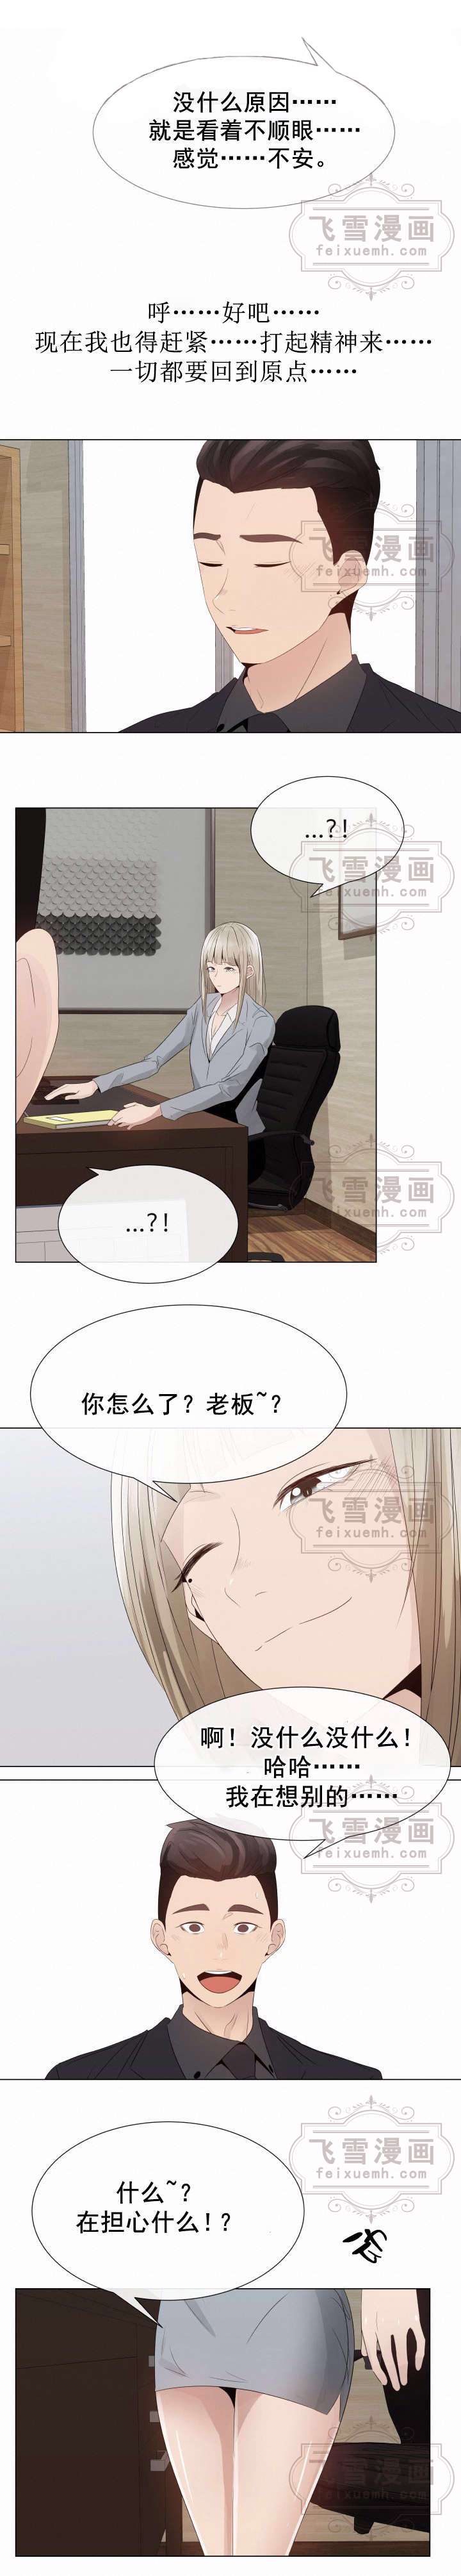 没什么原因……
就是看着不顺眼……
感觉……不安。
飞雪漫画
feixuemh.com
呼……好吧……
现在我也得赶紧……打起精神来……
一切都要回到原点……
飞雪漫画
feixuemh.com
...?!
飞雪漫画
feixuemh.com
飞雪漫画
feixuemh.com
...?!
你怎么了？老板~？
飞雪漫画
feixuemh.com
啊！没什么没什么！
哈哈……
我在想别的……
飞雪漫画
feixuemh.com
飞雪漫画
feixuemh.com
什么~？
在担心什么！？
飞雪漫画
feixuemh.com